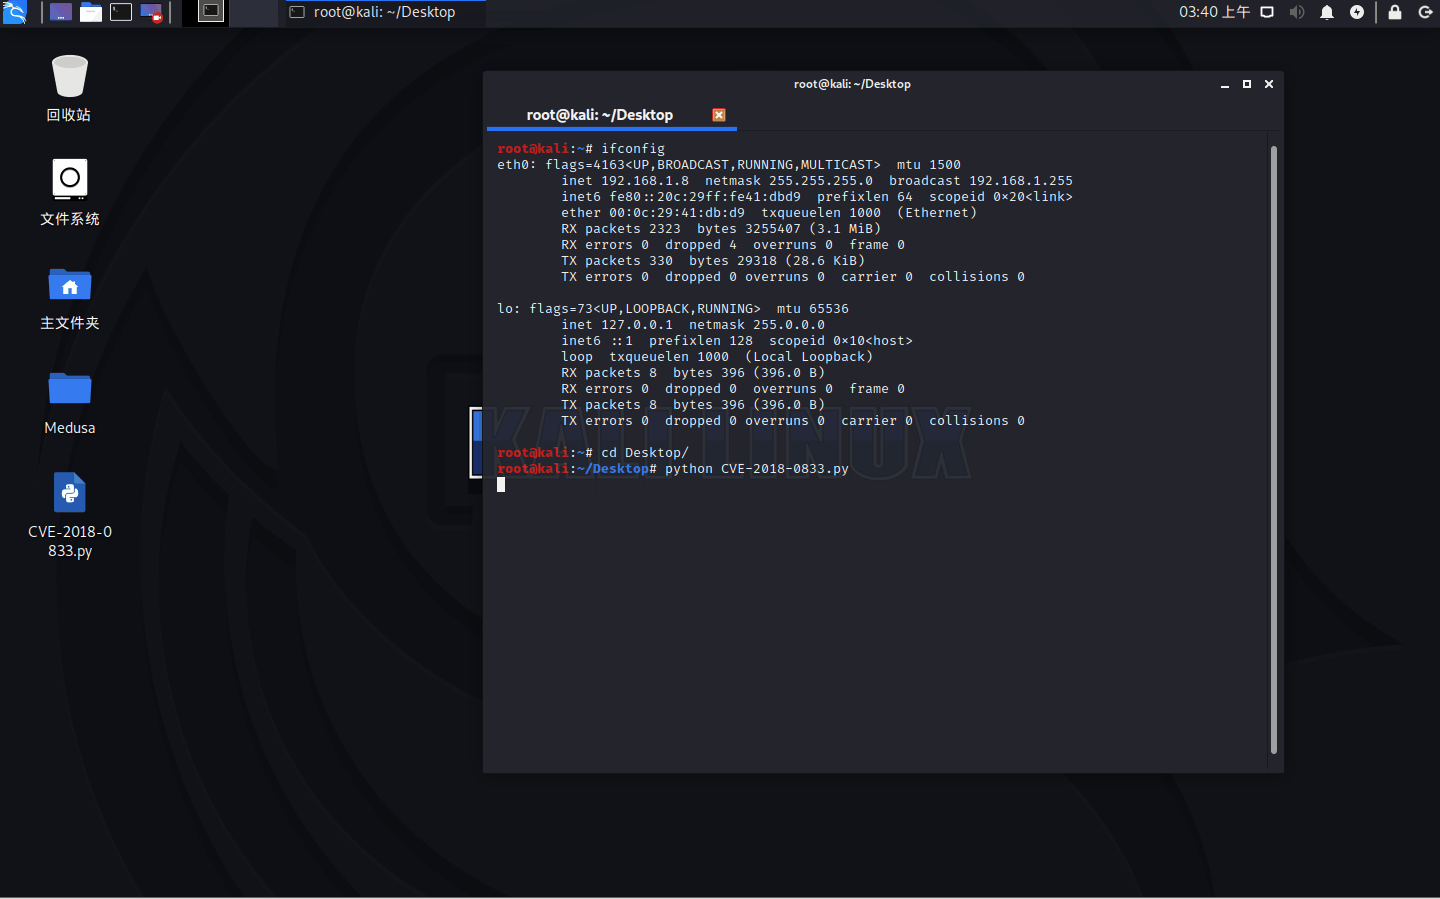 root@kali: ~/Desktop
03:40 上午
回收站
文件系统
主文件夹
Medusa
CVE-2018-0
833.py
root@kali: ~/Desktop
root@kali: ~/Desktop
root@kali:~# ifconfig
eth0: flags=4163<UP,BROADCAST,RUNNING,MULTICAST>  mtu 1500
        inet 192.168.1.8  netmask 255.255.255.0  broadcast 192.168.1.255
        inet6 fe80::20c:29ff:fe41:dbd9  prefixlen 64  scopeid 0×20<link>
        ether 00:0c:29:41:db:d9  txqueuelen 1000  (Ethernet)
        RX packets 2323  bytes 3255407 (3.1 MiB)
        RX errors 0  dropped 4  overruns 0  frame 0
        TX packets 330  bytes 29318 (28.6 KiB)
        TX errors 0  dropped 0 overruns 0  carrier 0  collisions 0
lo: flags=73<UP,LOOPBACK,RUNNING>  mtu 65536
        inet 127.0.0.1  netmask 255.0.0.0
        inet6 ::1  prefixlen 128  scopeid 0×10<host>
        loop  txqueuelen 1000  (Local Loopback)
        RX packets 8  bytes 396 (396.0 B)
        RX errors 0  dropped 0  overruns 0  frame 0
        TX packets 8  bytes 396 (396.0 B)
        TX errors 0  dropped 0 overruns 0  carrier 0  collisions 0
root@kali:~# cd Desktop/
root@kali:~/Desktop# python CVE-2018-0833.py
KALI LINUX